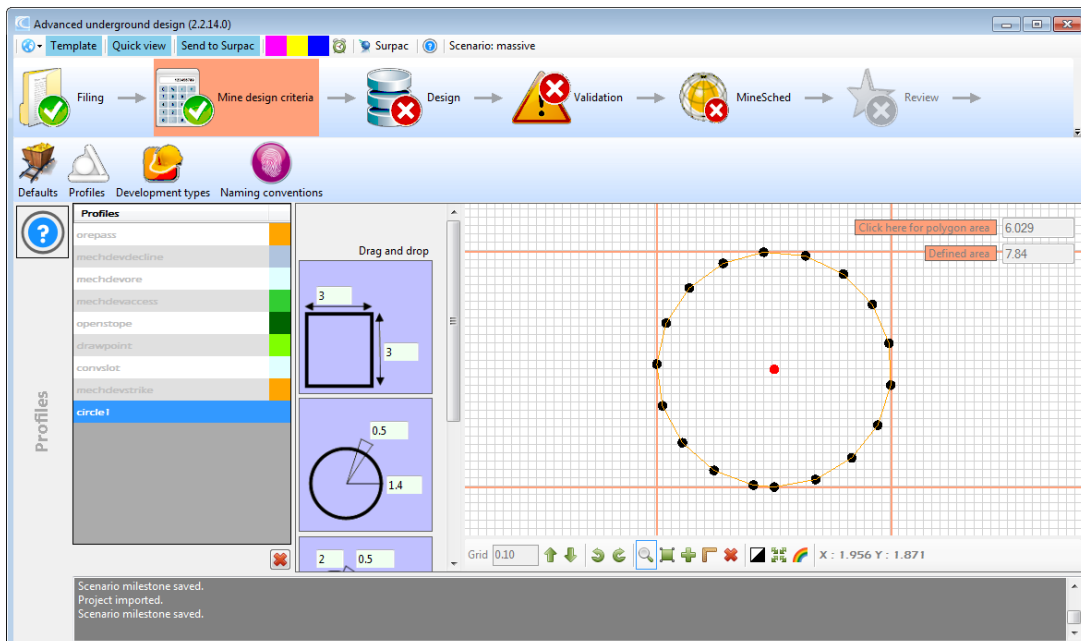 Advanced underground design (2.2.14.0)
Template Quick view Send to Surpac Surpac Scenario: massive
Filing Mine design criteria Design Validation MineSched Review
Defaults Profiles Development types Naming conventions
Profiles
Profiles
orepass
mechdevdecline
mechdevore
mechdevaccess
openstope
drawpoint
convslot
mechdevstrike
circle1
Drag and drop
3
3
0.5
1.4
2 0.5
Click here for polygon area 6.029
Defined area 7.84
Grid 0.10 X : 1.956 Y : 1.871
Scenario milestone saved.
Project imported.
Scenario milestone saved.